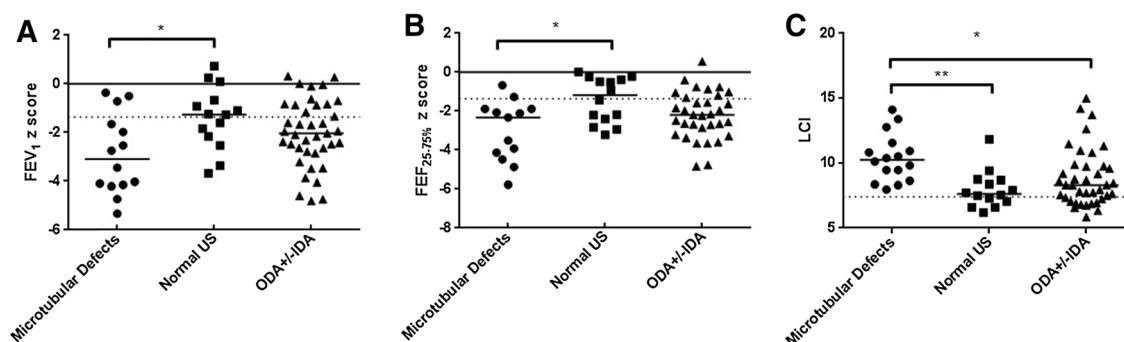 A
*
2
0
-2
-4
-6
FEV1 z score
Microtubular Defects
Normal US
ODA+/-IDA
B
*
2
0
-2
-4
-6
-8
FEF25-75% z score
Microtubular Defects
Normal US
ODA+/-IDA
C
*
**
20
15
10
5
LCI
Microtubular Defects
Normal US
ODA+/-IDA